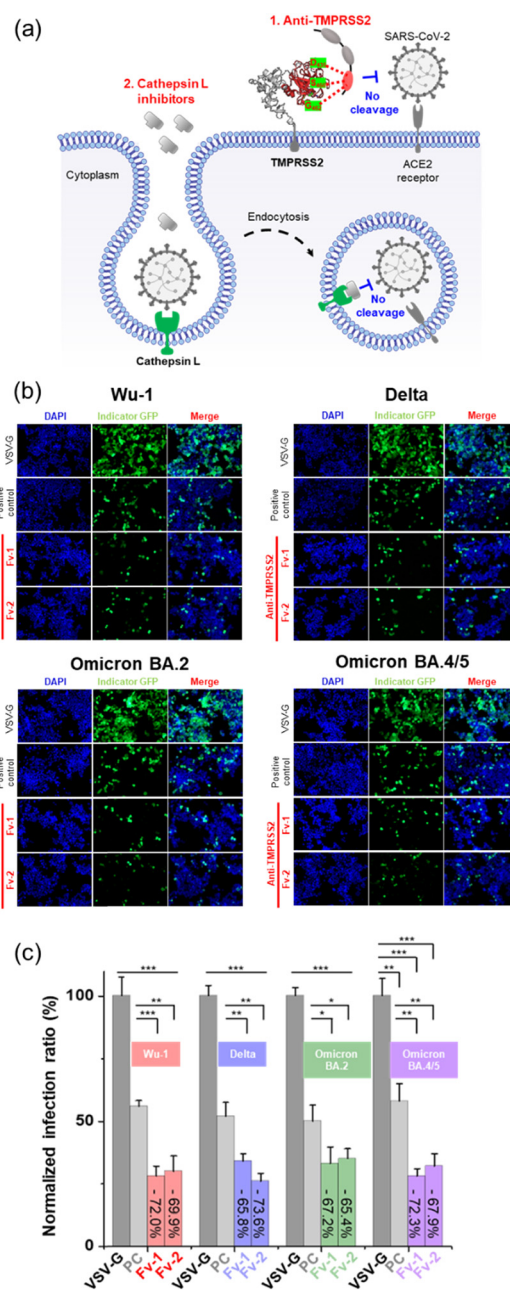 (a)
1. Anti-TMPRSS2
SARS-CoV-2
2. Cathepsin L
inhibitors
No
cleavage
Cytoplasm
TMPRSS2
ACE2
receptor
Endocytosis
No
cleavage
Cathepsin L
(b)
Wu-1
DAPI
Indicator GFP
Merge
VSV-G
Positive
control
Fv-1
Fv-2
Anti-TMPRSS2
Delta
DAPI
Indicator GFP
Merge
VSV-G
Positive
control
Fv-1
Fv-2
Anti-TMPRSS2
Omicron BA.2
DAPI
Indicator GFP
Merge
VSV-G
Positive
control
Fv-1
Fv-2
Omicron BA.4/5
DAPI
Indicator GFP
Merge
VSV-G
Positive
control
Fv-1
Fv-2
Anti-TMPRSS2
(c)
Normalized infection ratio (%)
100
50
0
***
***
**
Wu-1
- 72.0%
- 69.9%
VSV-G
PC
Fv-1
Fv-2
***
**
**
Delta
- 65.8%
- 73.6%
VSV-G
PC
Fv-1
Fv-2
***
*
*
Omicron
BA.2
- 67.2%
- 65.4%
VSV-G
PC
Fv-1
Fv-2
***
***
**
**
**
Omicron
BA.4/5
- 72.3%
- 67.9%
VSV-G
PC
Fv-1
Fv-2